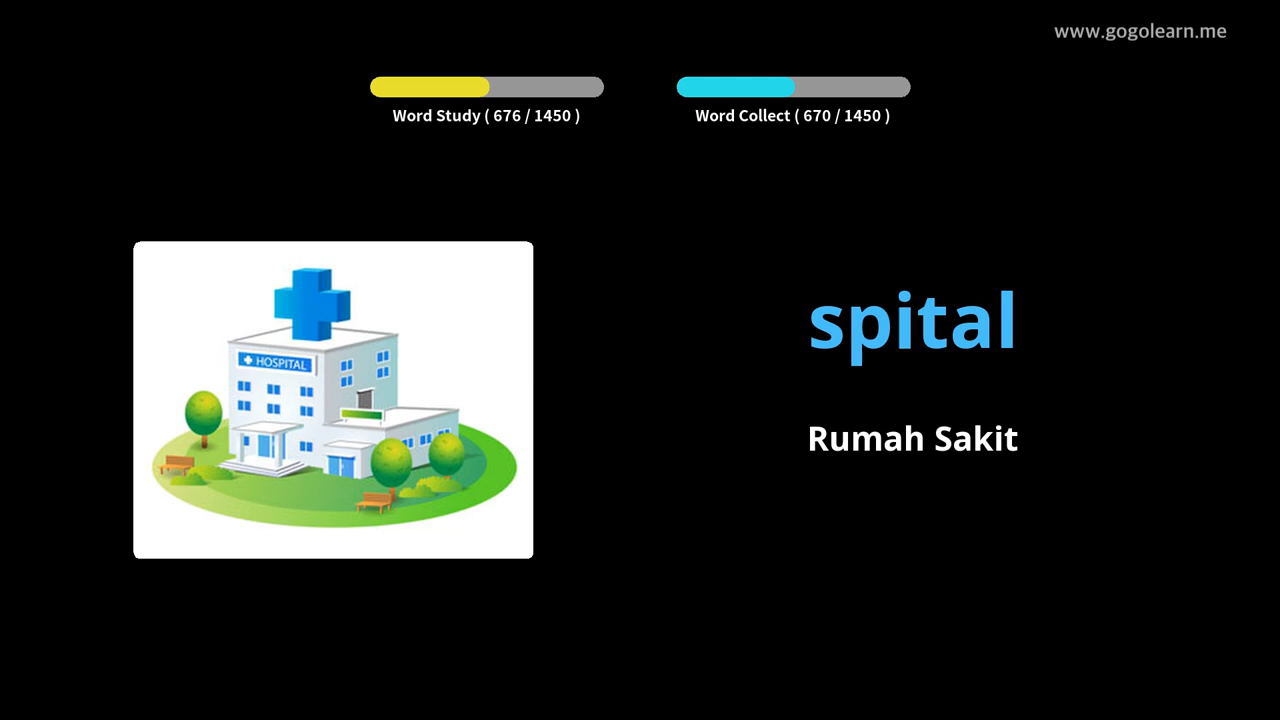 www.gogolearn.me
Word Study ( 676 / 1450 )
Word Collect ( 670 / 1450 )
HOSPITAL
spital
Rumah Sakit